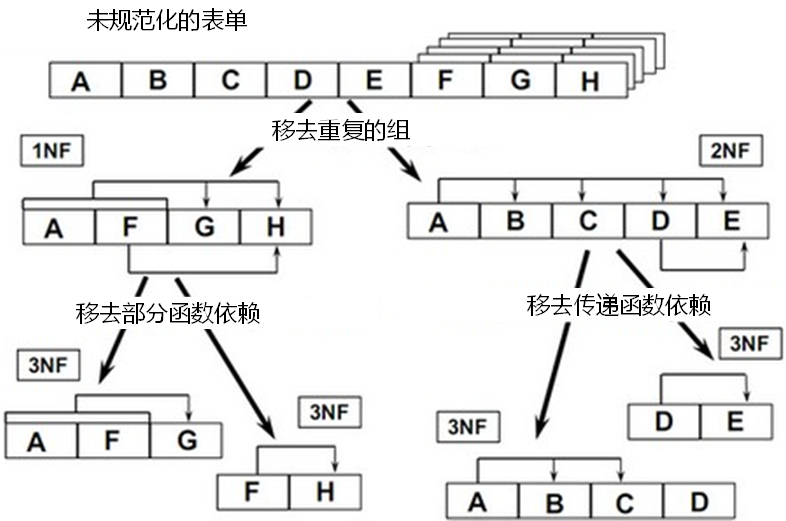 未规范化的表单
A B C D E F G H
移去重复的组
1NF
2NF
A F G H
A B C D E
移去部分函数依赖
移去传递函数依赖
3NF
3NF
A F G
D E
3NF
3NF
F H
A B C D